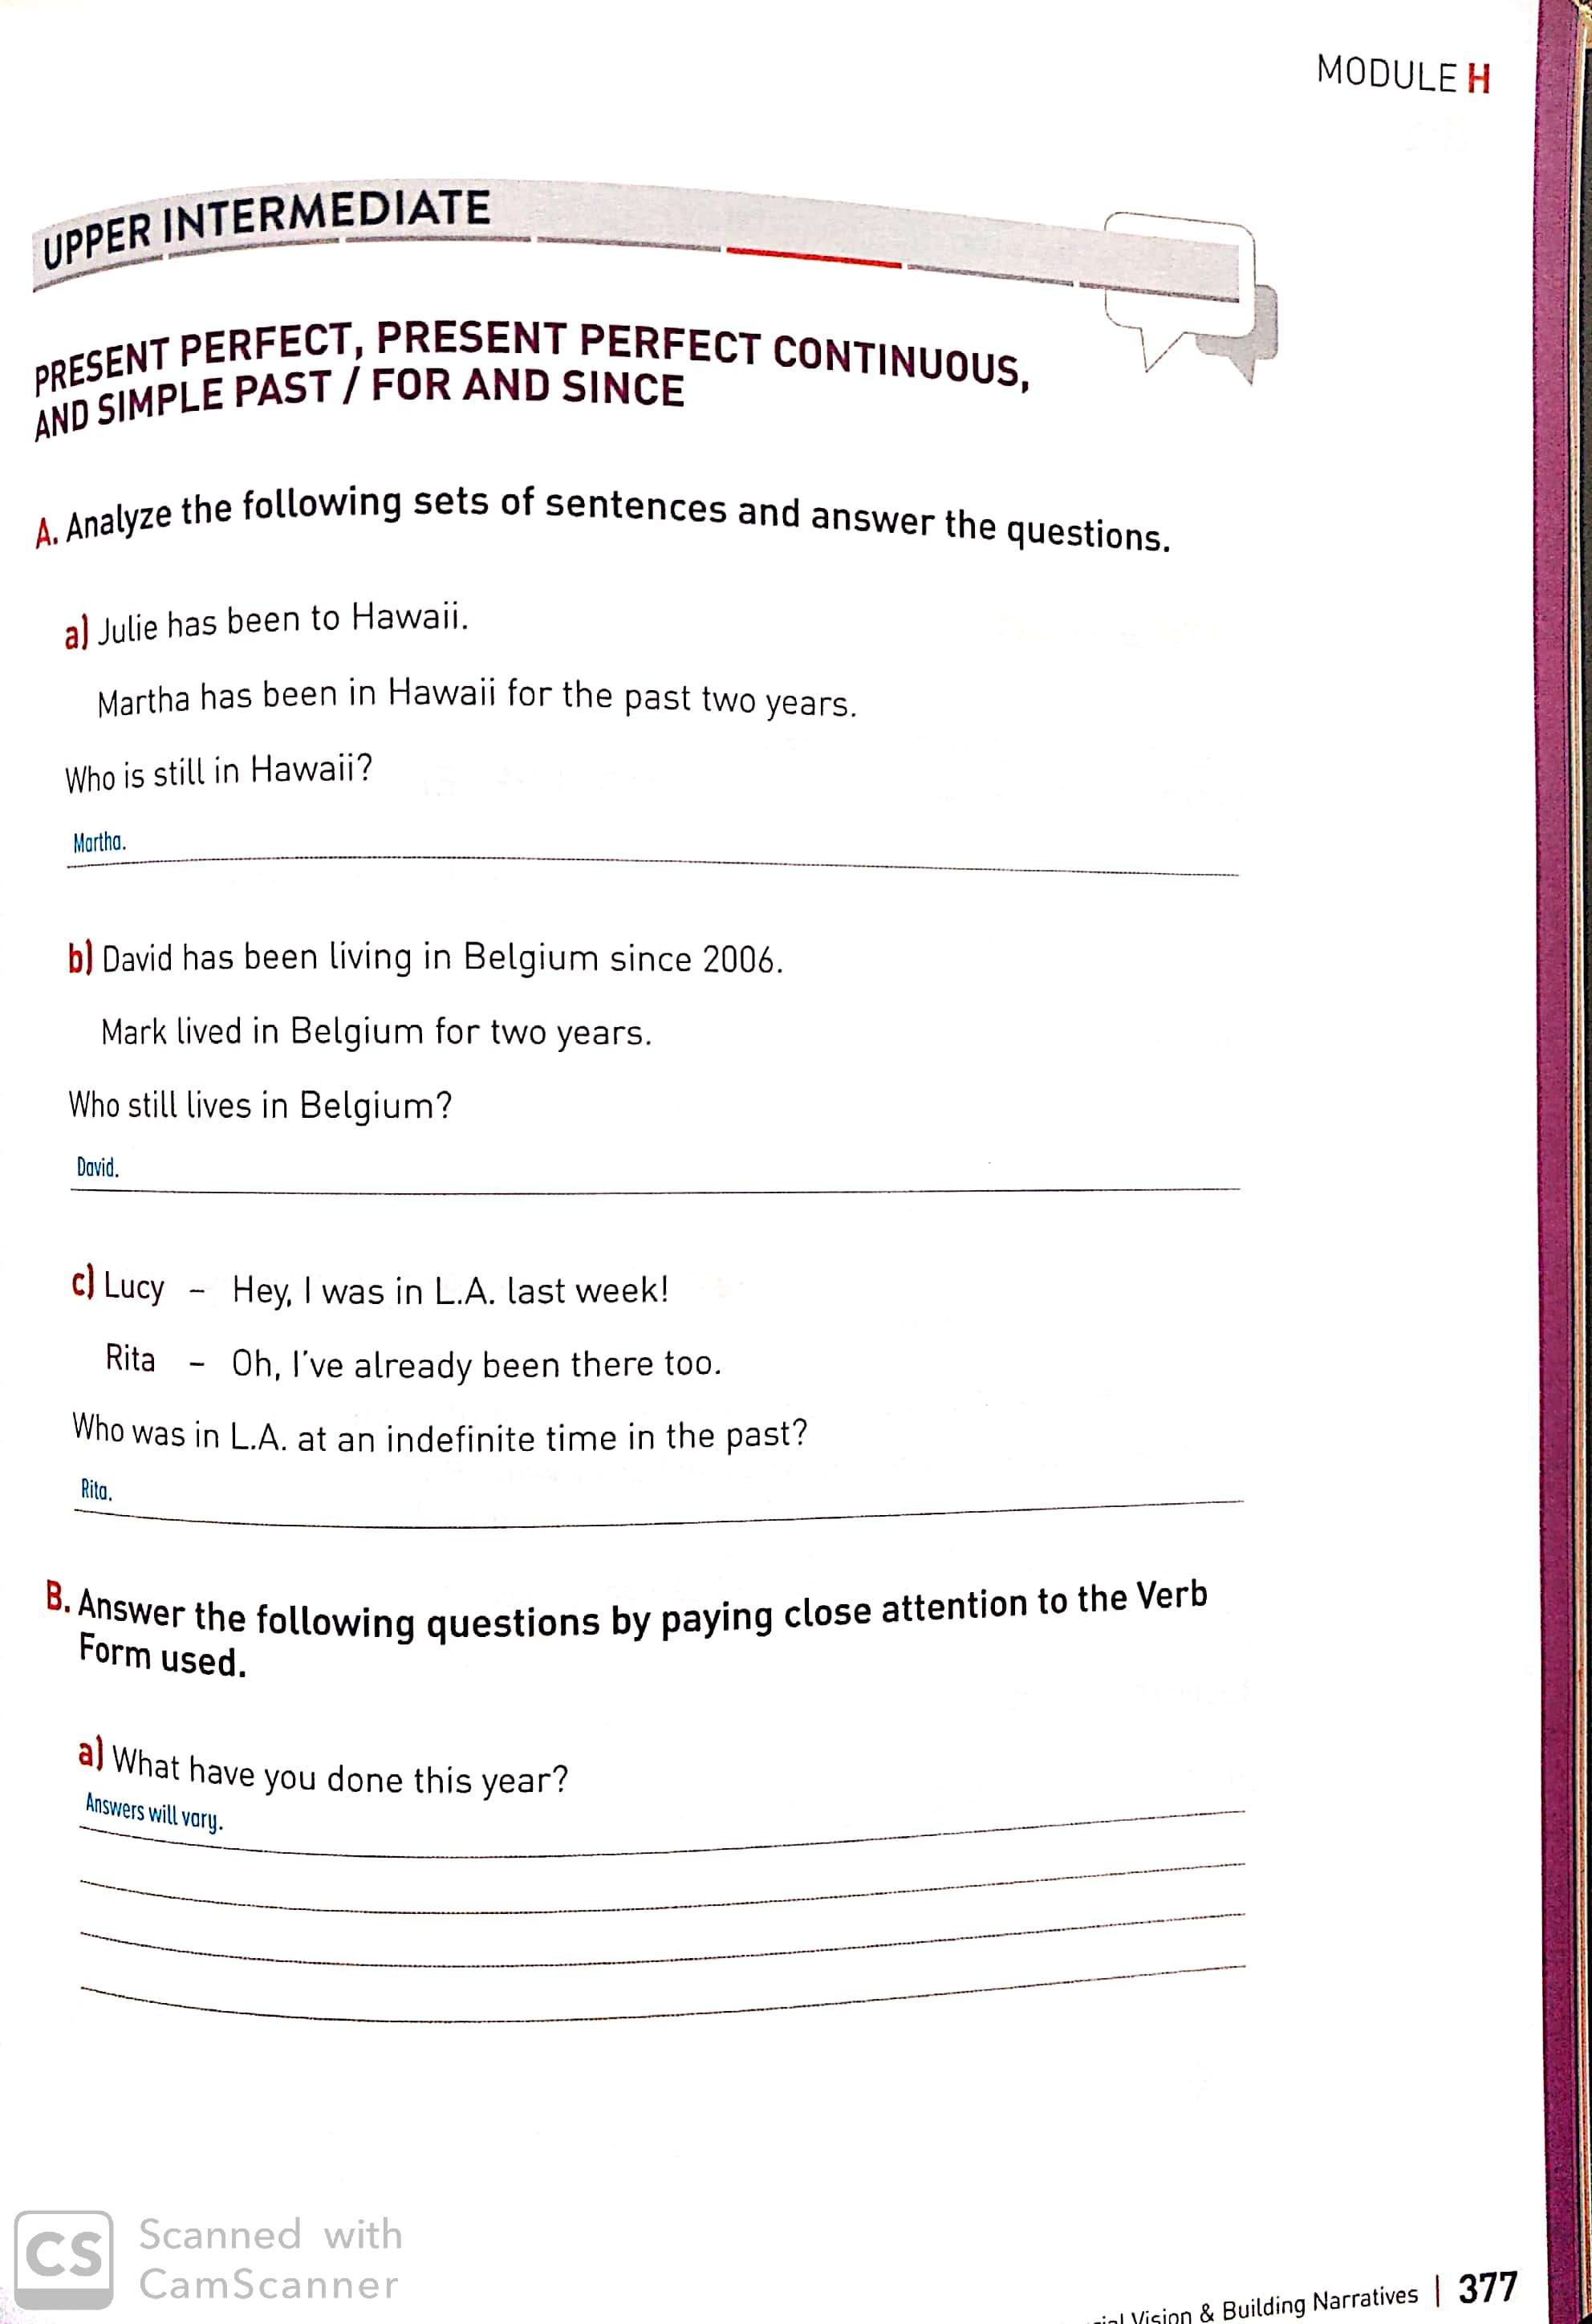 MODULE H
UPPER INTERMEDIATE
PRESENT PERFECT, PRESENT PERFECT CONTINUOUS,
AND SIMPLE PAST / FOR AND SINCE
A. Analyze the following sets of sentences and answer the questions.
a) Julie has been to Hawaii.
Martha has been in Hawaii for the past two years.
Who is still in Hawaii?
Martha.
b) David has been living in Belgium since 2006.
Mark lived in Belgium for two years.
Who still lives in Belgium?
David.
c) Lucy – Hey, I was in L.A. last week!
Rita – Oh, I've already been there too.
Who was in L.A. at an indefinite time in the past?
Rita.
B. Answer the following questions by paying close attention to the Verb
Form used.
a) What have you done this year?
Answers will vary.
CS Scanned with
CamScanner
Vision & Building Narratives | 377